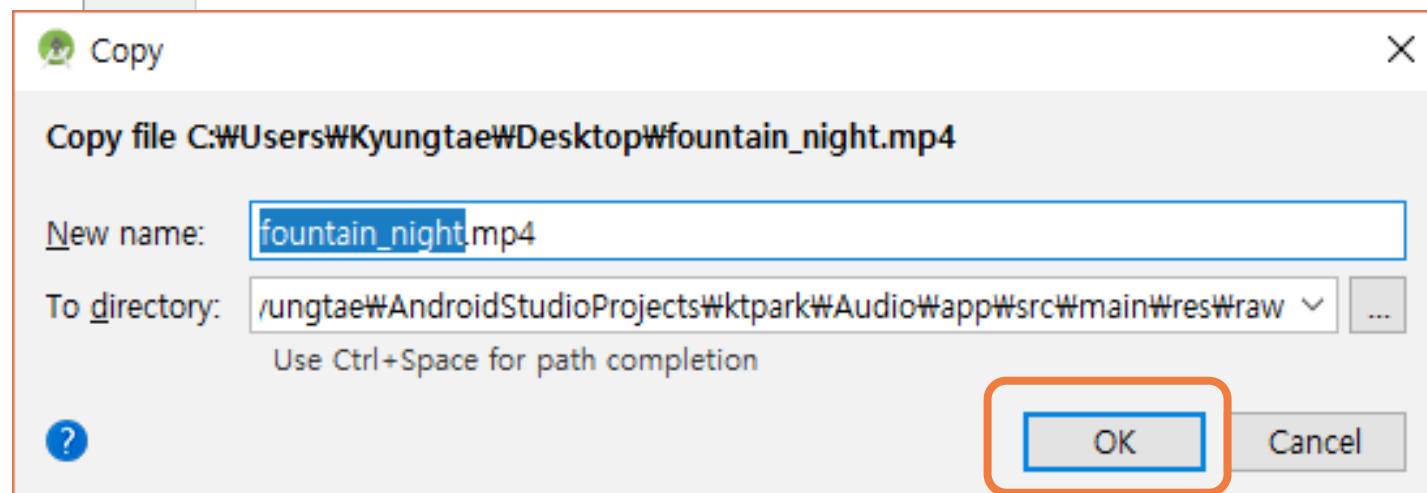 Copy
Copy file C:₩Users₩Kyungtae₩Desktop₩fountain_night.mp4
New name: fountain_night.mp4
To directory: yungtae₩AndroidStudioProjects₩ktpark₩Audio₩app₩src₩main₩res₩raw ...
Use Ctrl+Space for path completion
? OK Cancel